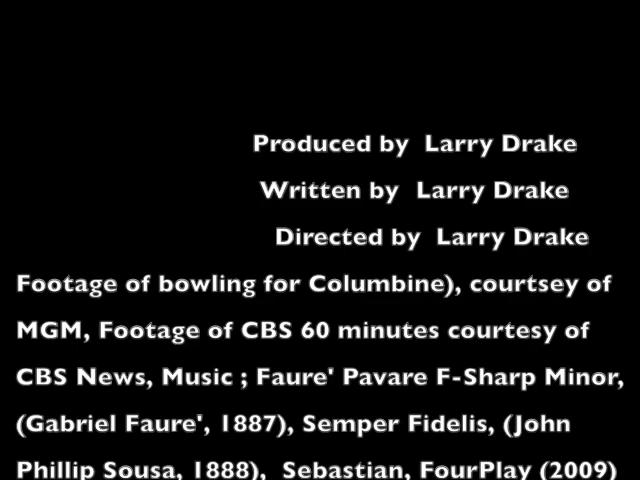 Produced by Larry Drake
Written by Larry Drake
Directed by Larry Drake
Footage of bowling for Columbine), courtsey of
MGM, Footage of CBS 60 minutes courtesy of
CBS News, Music ; Faure' Pavare F-Sharp Minor,
(Gabriel Faure', 1887), Semper Fidelis, (John
Phillip Sousa, 1888), Sebastian, FourPlay (2009)